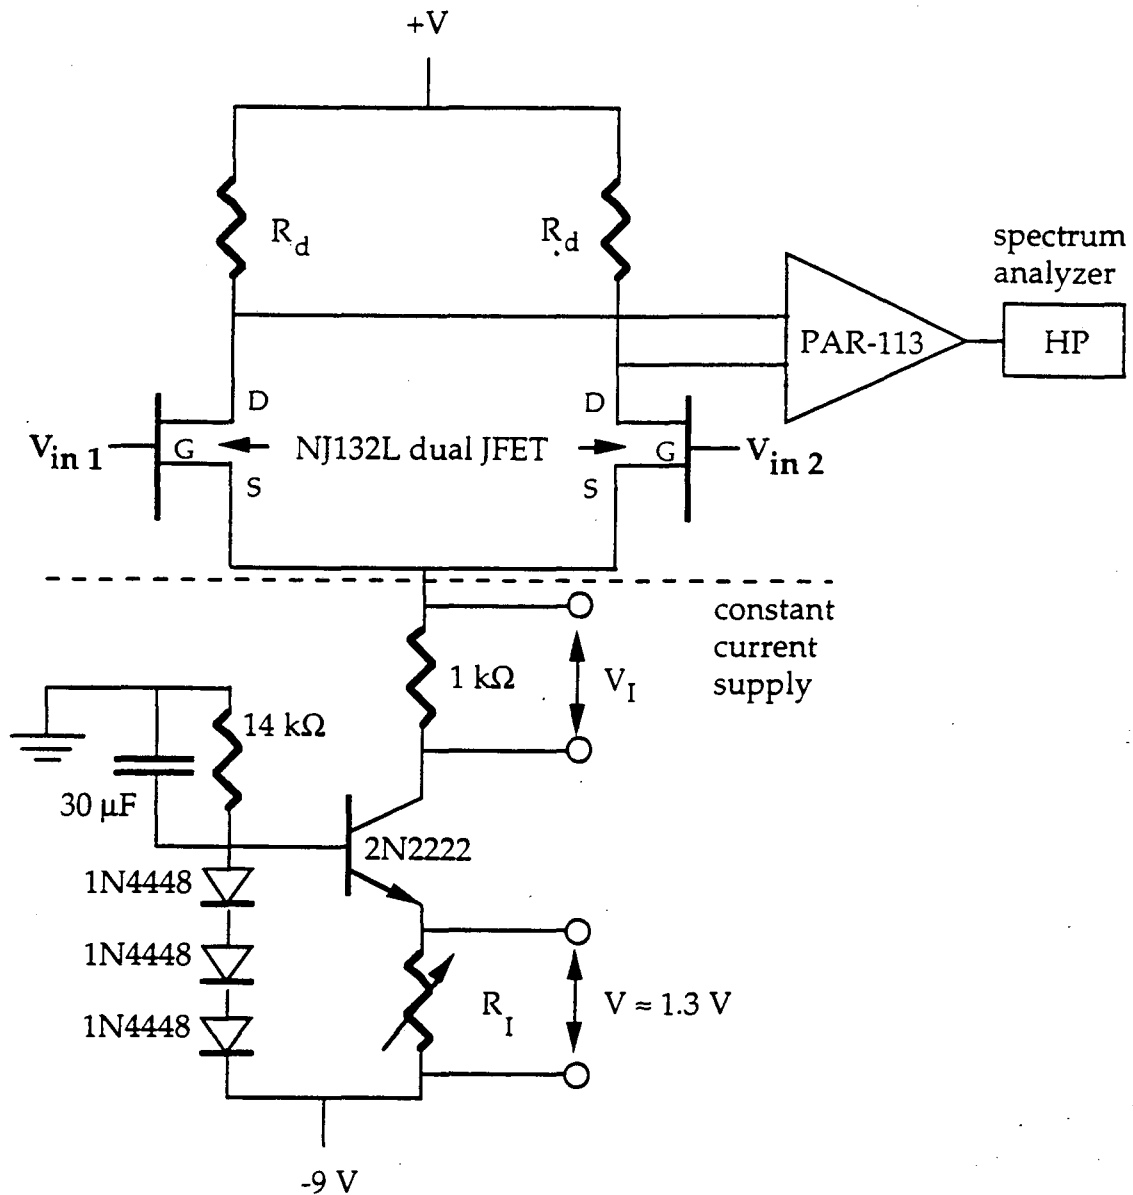 +V
R_d
R_d
spectrum
analyzer
PAR-113
HP
D
D
V_in 1
G
NJ132L dual JFET
G
V_in 2
S
S
constant
current
supply
1 kΩ
V_I
14 kΩ
30 µF
2N2222
1N4448
1N4448
R_I
V ≈ 1.3 V
1N4448
-9 V